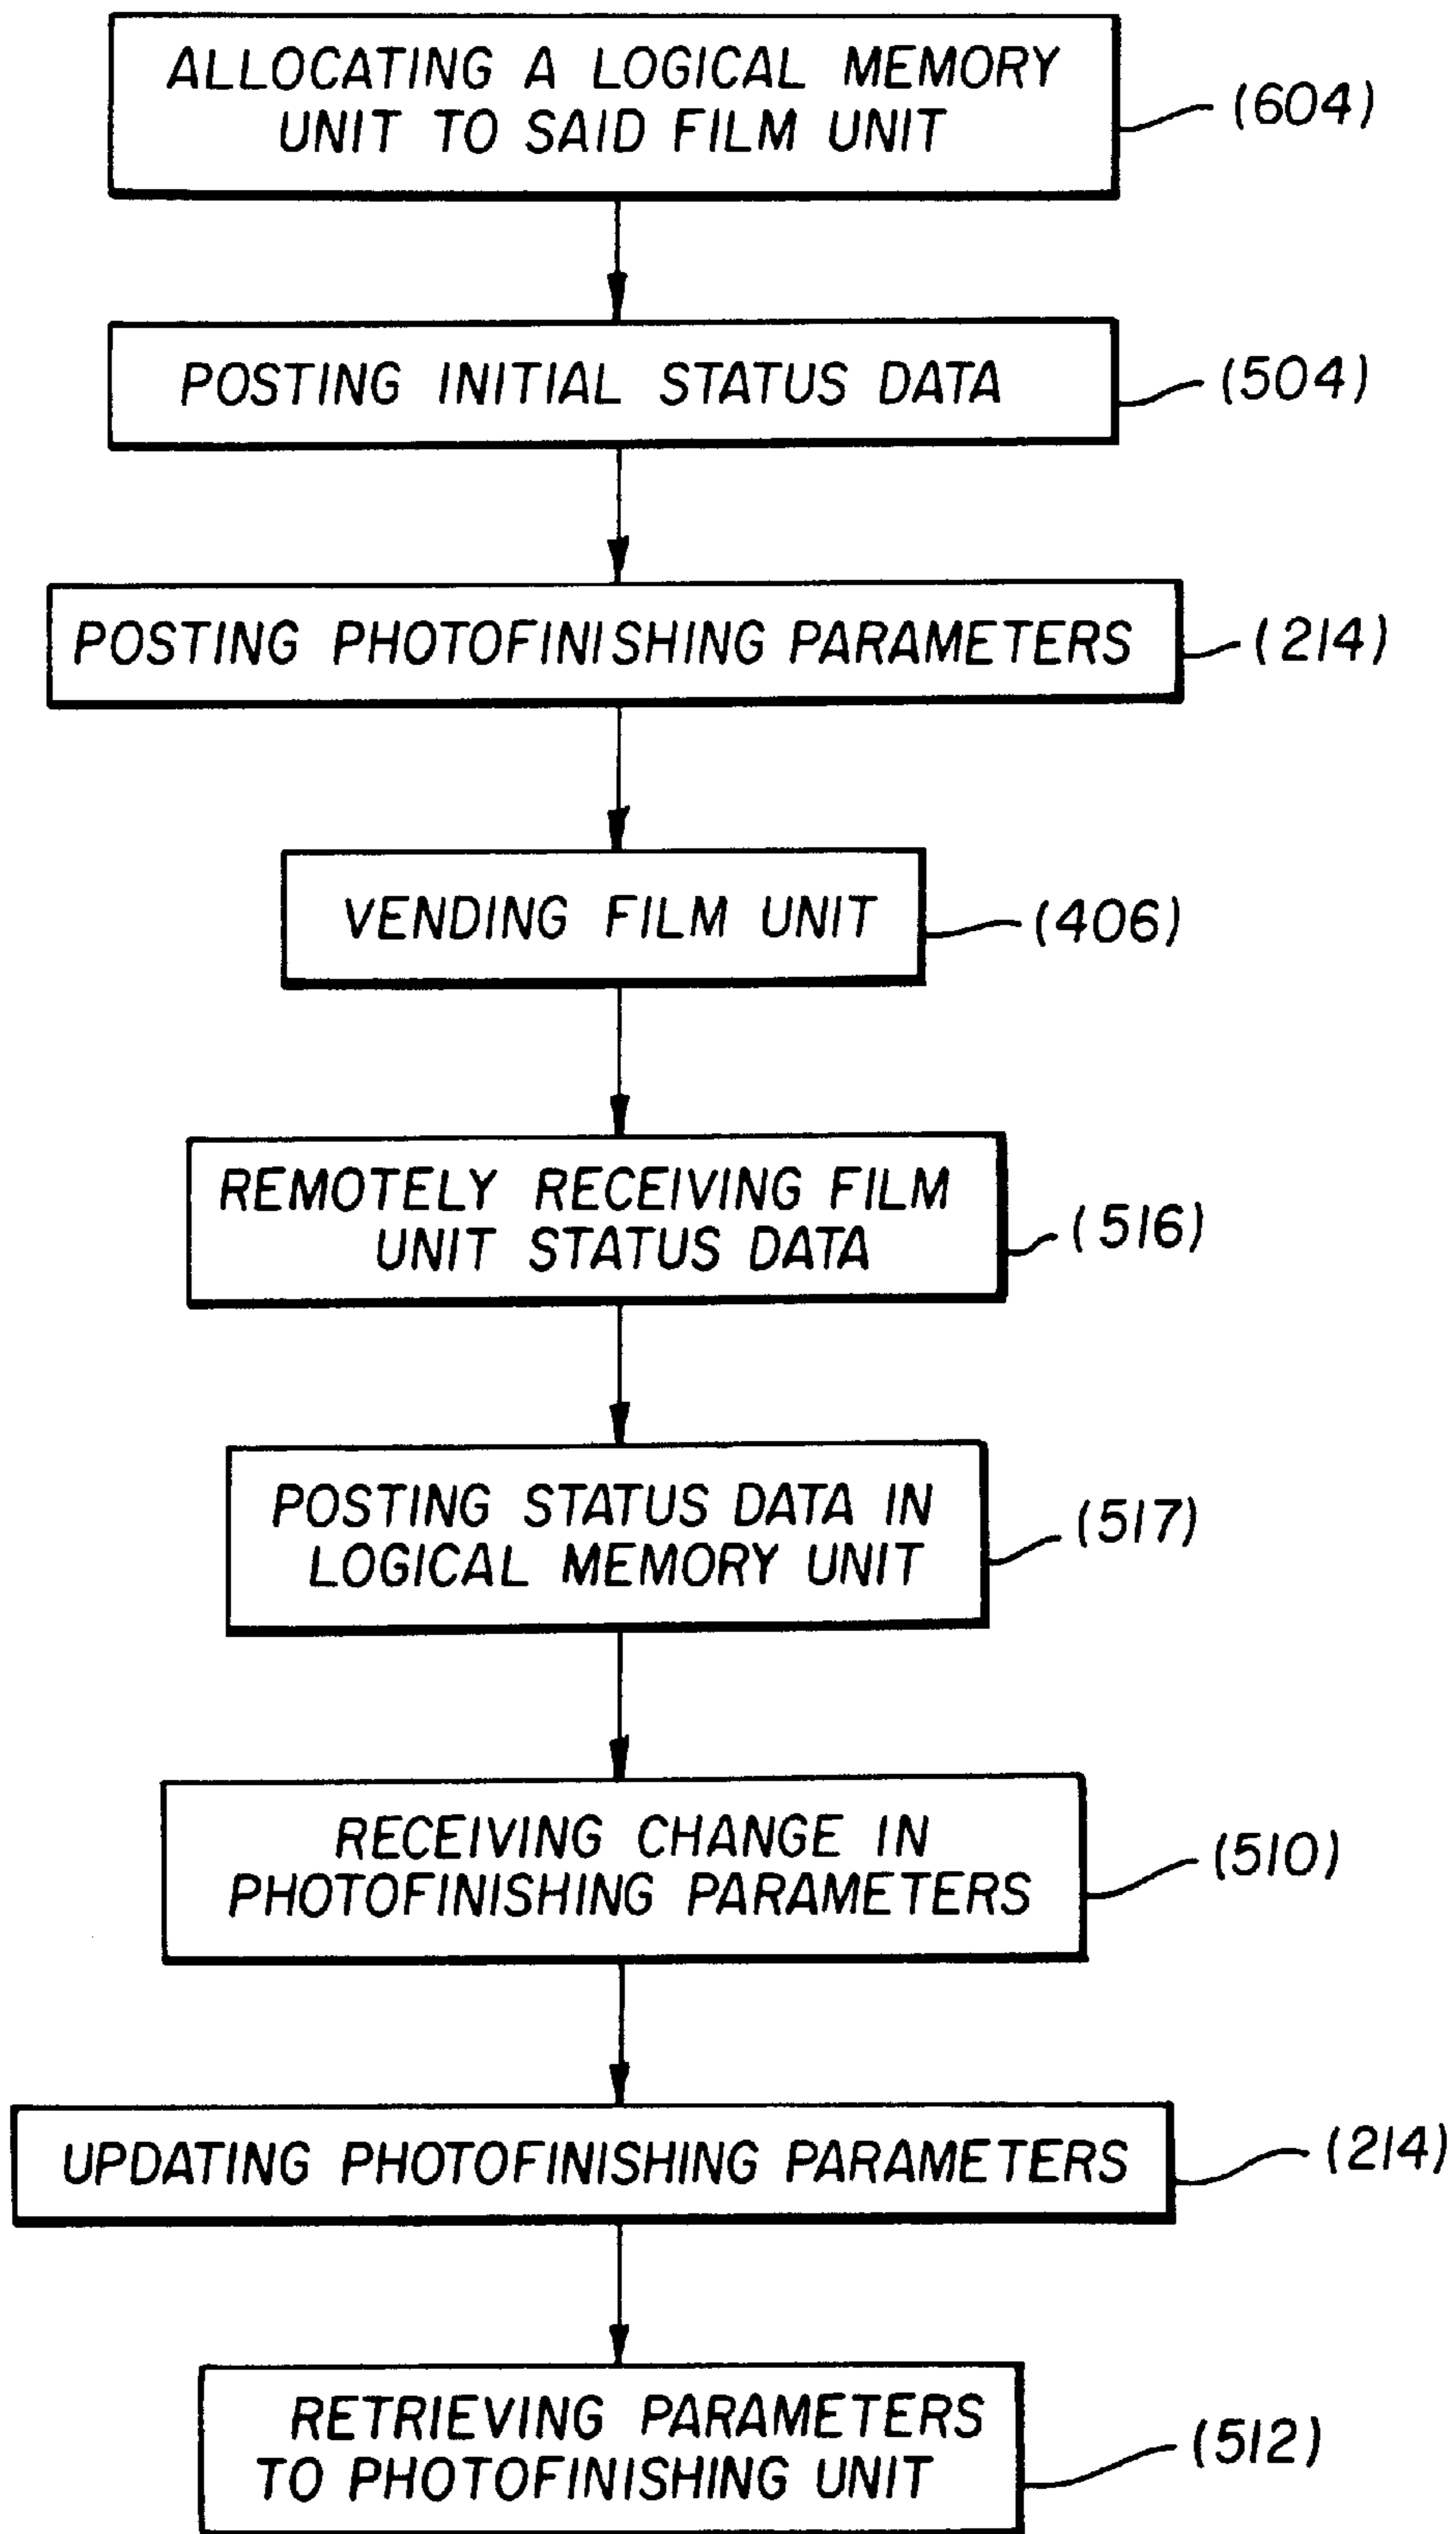 ALLOCATING A LOGICAL MEMORY
UNIT TO SAID FILM UNIT
(604)
POSTING INITIAL STATUS DATA
(504)
POSTING PHOTOFINISHING PARAMETERS
(214)
VENDING FILM UNIT
(406)
REMOTELY RECEIVING FILM
UNIT STATUS DATA
(516)
POSTING STATUS DATA IN
LOGICAL MEMORY UNIT
(517)
RECEIVING CHANGE IN
PHOTOFINISHING PARAMETERS
(510)
UPDATING PHOTOFINISHING PARAMETERS
(214)
RETRIEVING PARAMETERS
TO PHOTOFINISHING UNIT
(512)